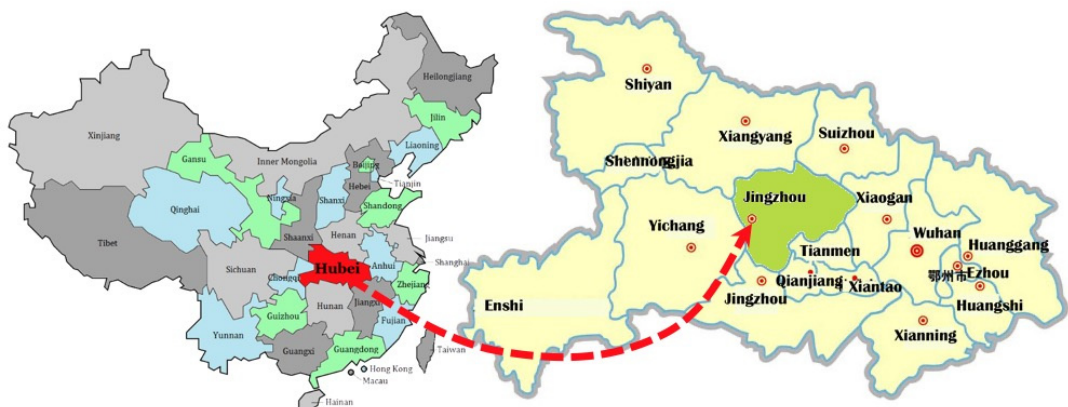 Heilongjiang
Jilin
Xinjiang
Liaoning
Gansu
Inner Mongolia
Beijing
Tianjin
Hebei
Ningxia
Shanxi
Shandong
Qinghai
Shaanxi
Henan
Jiangsu
Tibet
Shanghai
Sichuan
Hubei
Anhui
Chongq
Zhejiang
Hunan
Jiangxi
Guizhou
Fujian
Yunnan
Guangxi
Guangdong
Taiwan
Hong Kong
Macau
Hainan
Shiyan
Xiangyang
Suizhou
Shennongjia
Jingzhou
Xiaogan
Yichang
Wuhan
Huanggang
Tianmen
鄂州市
Ezhou
Qianjiang
Xiantao
Jingzhou
Enshi
Huangshi
Xianning